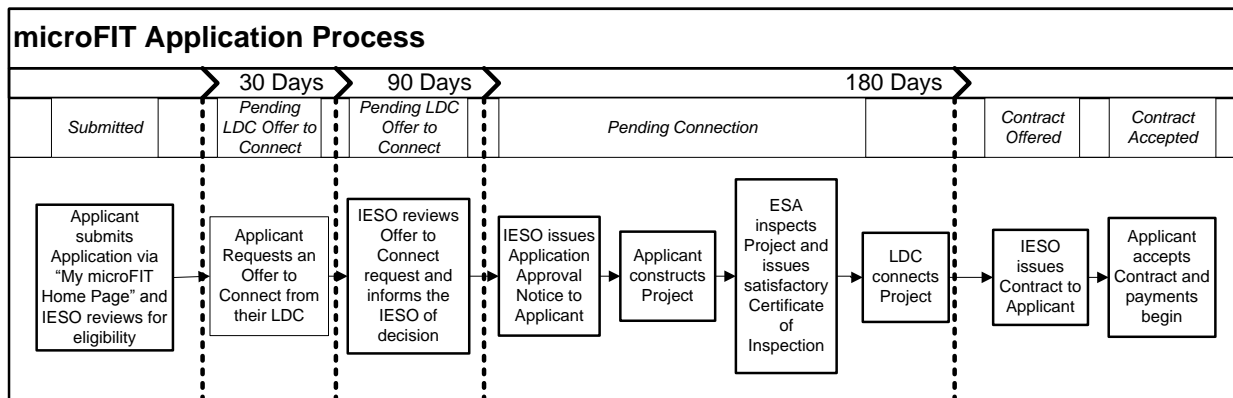 microFIT Application Process
30 Days
90 Days
180 Days
Submitted
Pending
LDC Offer to
Connect
Pending LDC
Offer to
Connect
Pending Connection
Contract
Offered
Contract
Accepted
Applicant
submits
Application via
“My microFIT
Home Page” and
IESO reviews for
eligibility
Applicant
Requests an
Offer to
Connect from
their LDC
IESO reviews
Offer to
Connect
request and
informs the
IESO of
decision
IESO issues
Application
Approval
Notice to
Applicant
Applicant
constructs
Project
ESA
inspects
Project and
issues
satisfactory
Certificate
of
Inspection
LDC
connects
Project
IESO
issues
Contract to
Applicant
Applicant
accepts
Contract
and
payments
begin